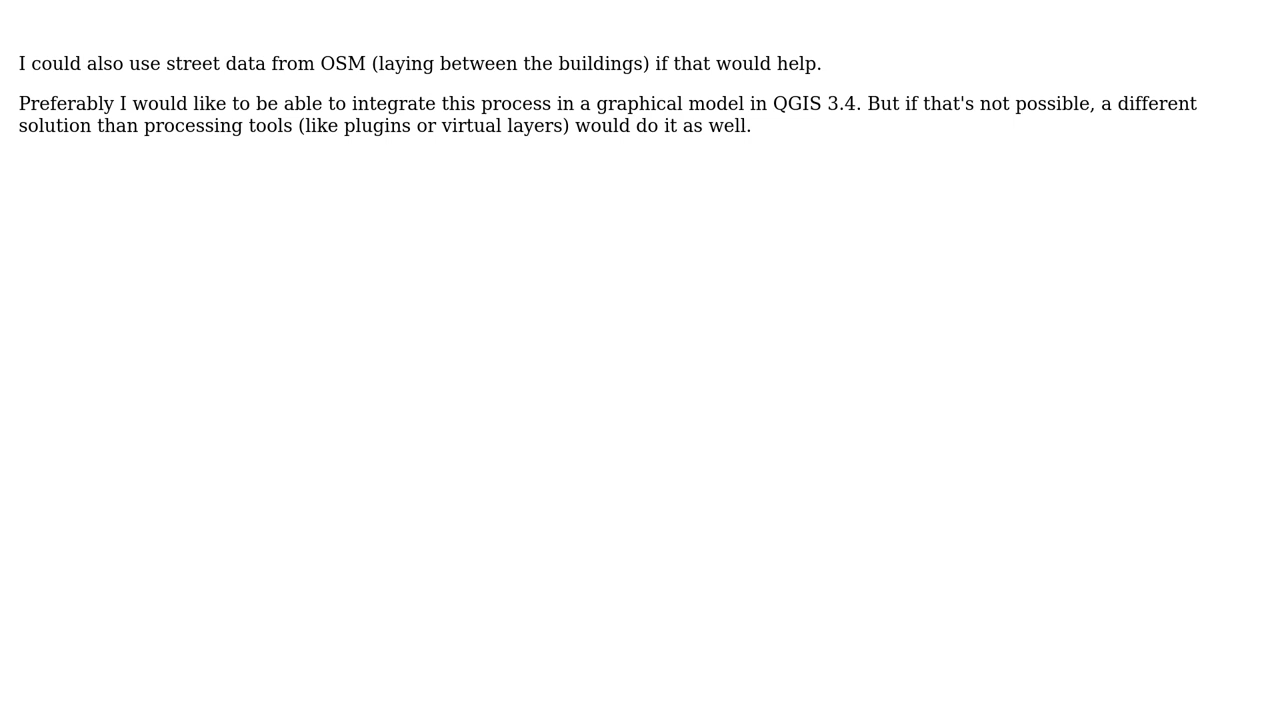 I could also use street data from OSM (laying between the buildings) if that would help.
Preferably I would like to be able to integrate this process in a graphical model in QGIS 3.4. But if that's not possible, a different
solution than processing tools (like plugins or virtual layers) would do it as well.